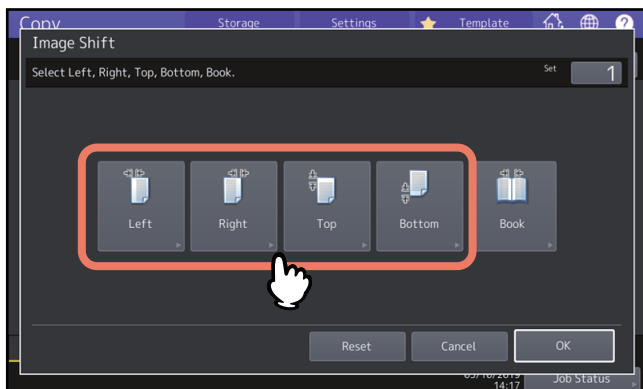 Copy Storage Settings Template
Image Shift
Select Left, Right, Top, Bottom, Book. Set 1
Left Right Top Bottom Book
Reset Cancel OK
14:17 Job Status